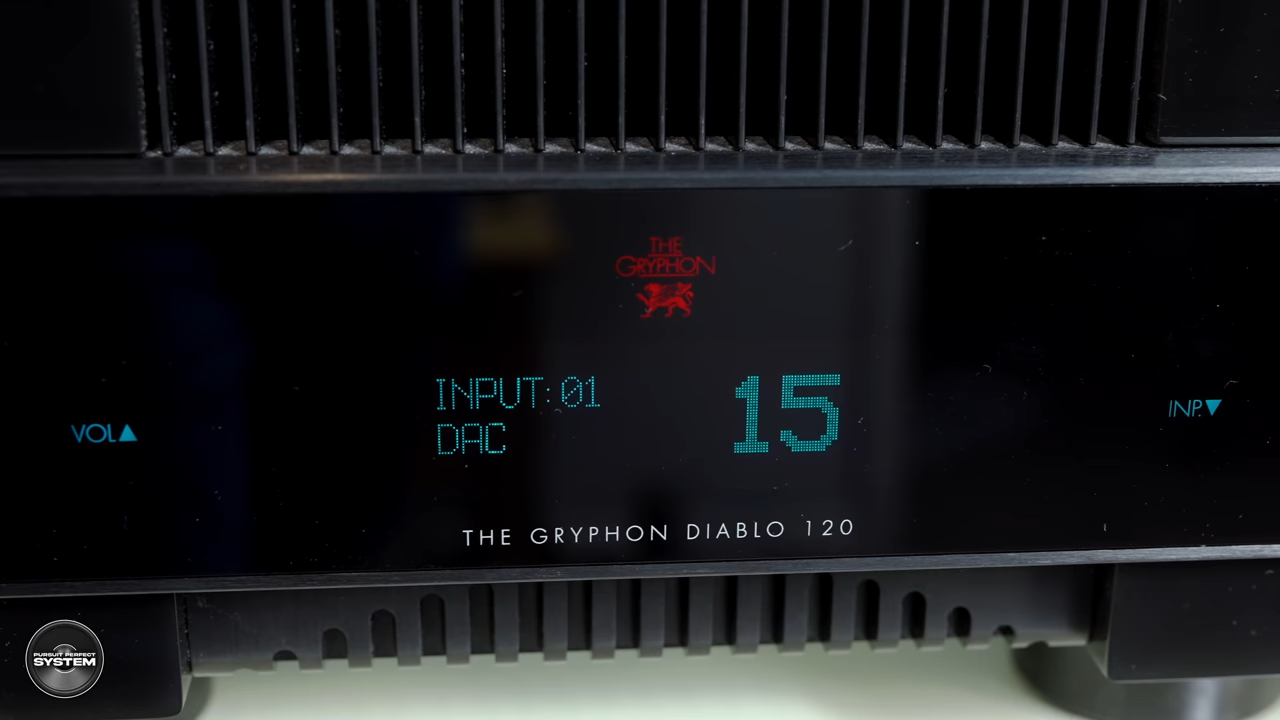 THE
GRYPHON
INPUT: 01
DAC
15
VOL▲
INP.▼
THE GRYPHON DIABLO 120
PURSUIT PERFECT
SYSTEM